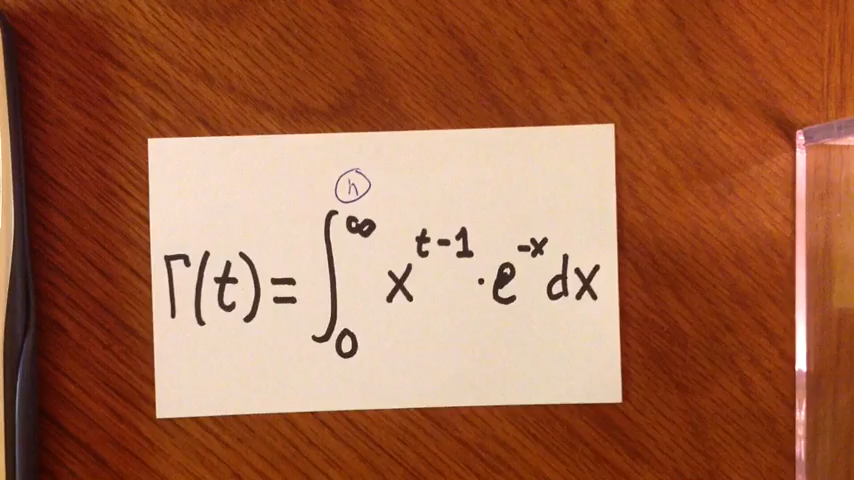 h
Γ(t) = ∫₀^∞ x^(t-1) · e^(-x) dx